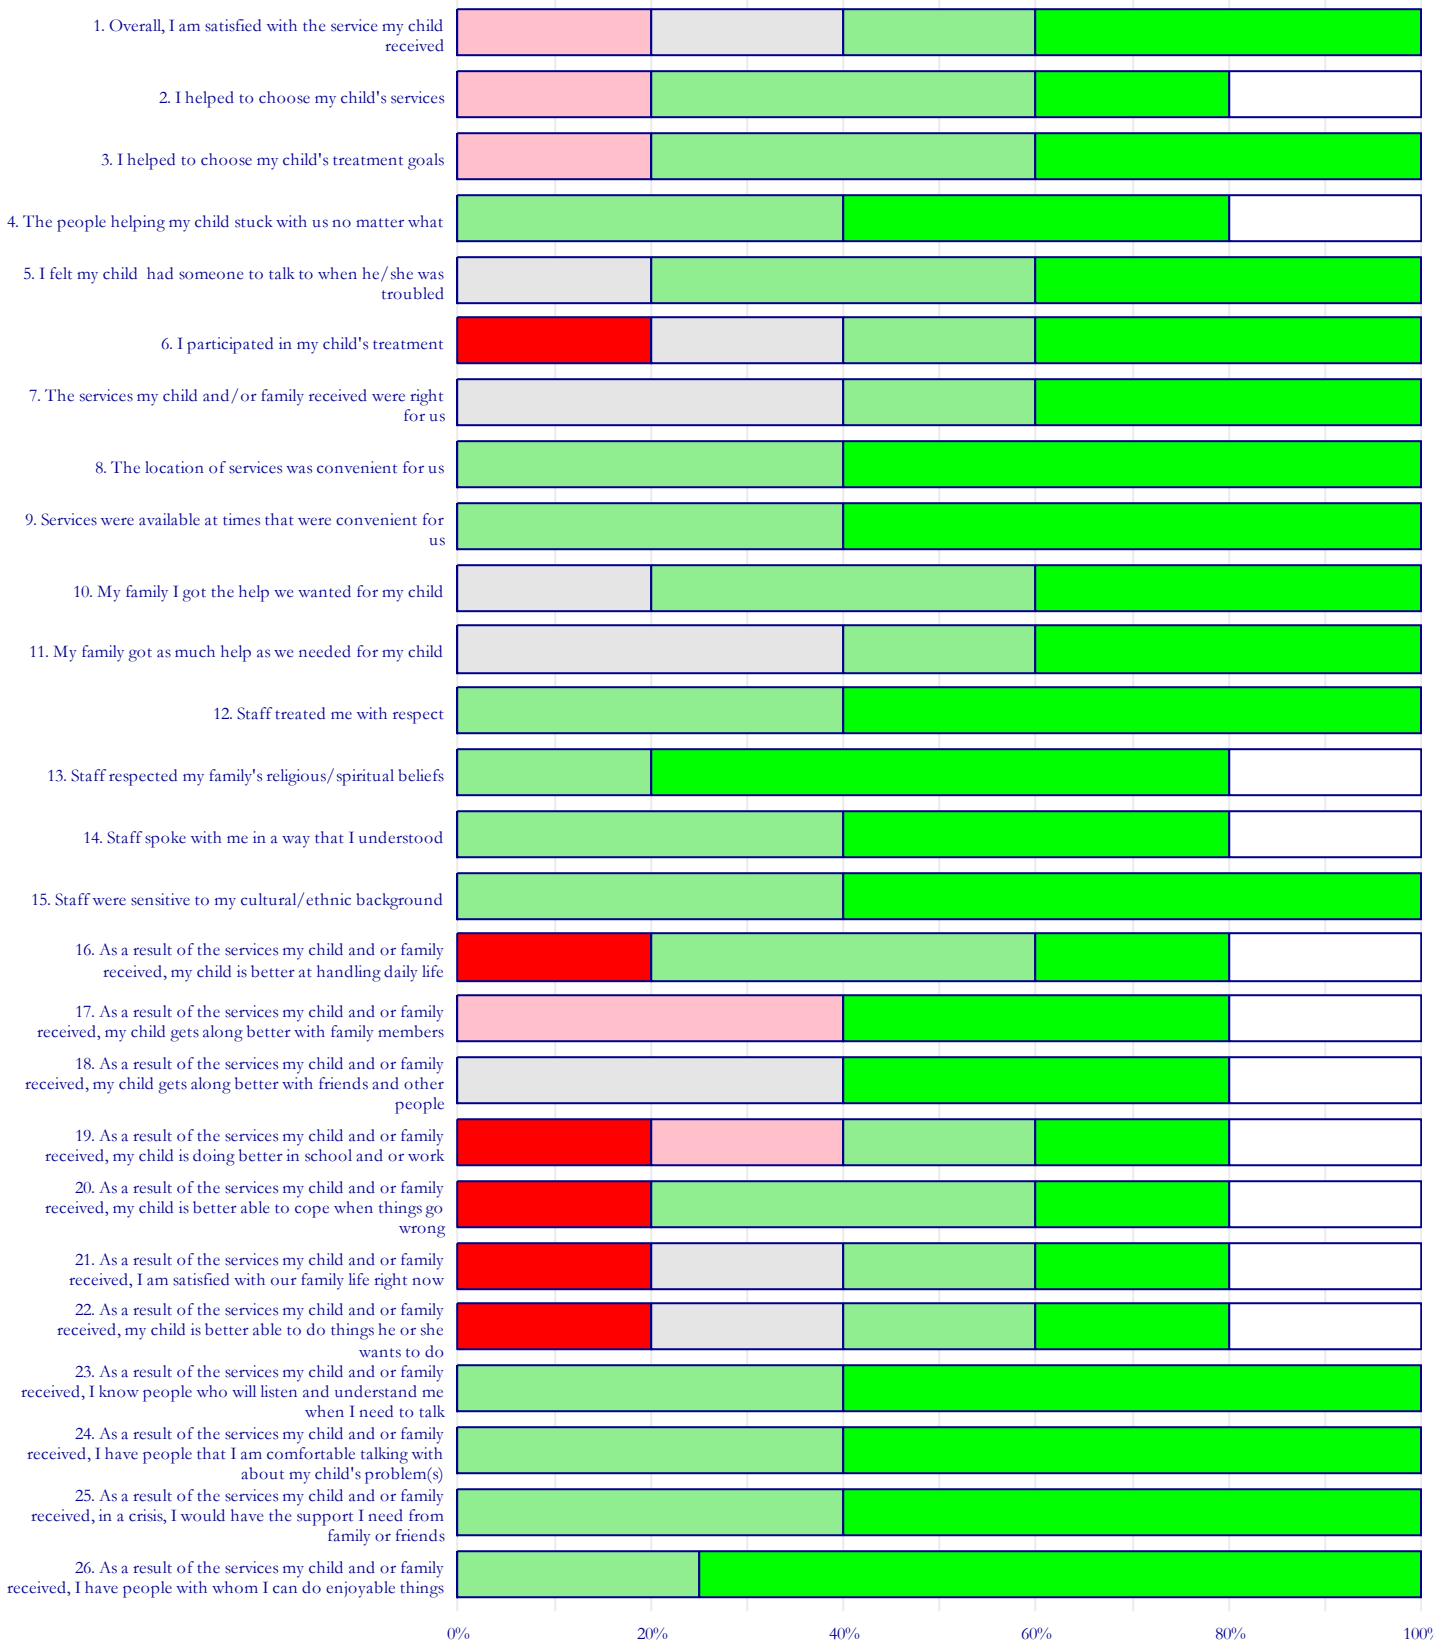 1. Overall, I am satisfied with the service my child
received
2. I helped to choose my child's services
3. I helped to choose my child's treatment goals
4. The people helping my child stuck with us no matter what
5. I felt my child  had someone to talk to when he/she was
troubled
6. I participated in my child's treatment
7. The services my child and/or family received were right
for us
8. The location of services was convenient for us
9. Services were available at times that were convenient for
us
10. My family I got the help we wanted for my child
11. My family got as much help as we needed for my child
12. Staff treated me with respect
13. Staff respected my family's religious/spiritual beliefs
14. Staff spoke with me in a way that I understood
15. Staff were sensitive to my cultural/ethnic background
16. As a result of the services my child and or family
received, my child is better at handling daily life
17. As a result of the services my child and or family
received, my child gets along better with family members
18. As a result of the services my child and or family
received, my child gets along better with friends and other
people
19. As a result of the services my child and or family
received, my child is doing better in school and or work
20. As a result of the services my child and or family
received, my child is better able to cope when things go
wrong
21. As a result of the services my child and or family
received, I am satisfied with our family life right now
22. As a result of the services my child and or family
received, my child is better able to do things he or she
wants to do
23. As a result of the services my child and or family
received, I know people who will listen and understand me
when I need to talk
24. As a result of the services my child and or family
received, I have people that I am comfortable talking with
about my child's problem(s)
25. As a result of the services my child and or family
received, in a crisis, I would have the support I need from
family or friends
26. As a result of the services my child and or family
received, I have people with whom I can do enjoyable things
0% 20% 40% 60% 80% 100%